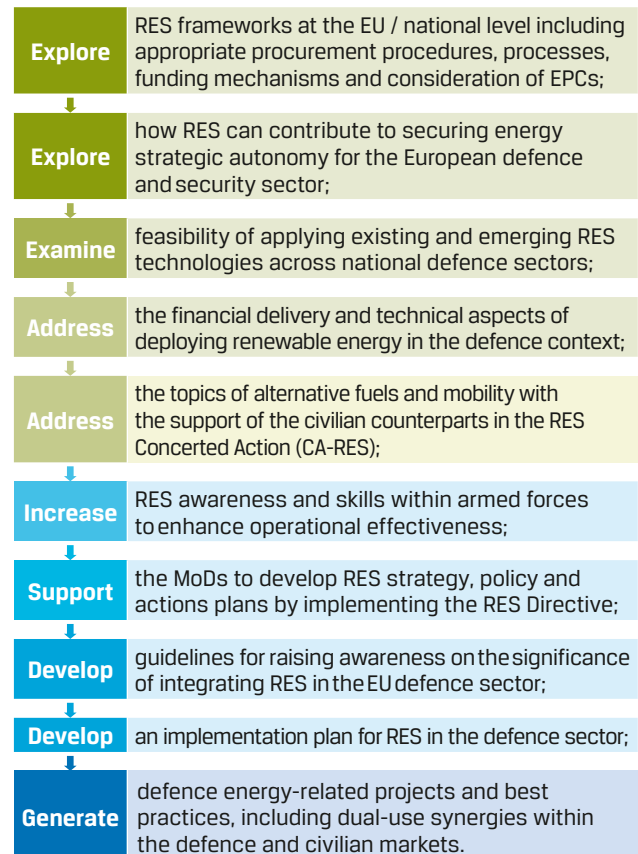 Explore
RES frameworks at the EU / national level including
appropriate procurement procedures, processes,
funding mechanisms and consideration of EPCs;
Explore
how RES can contribute to securing energy
strategic autonomy for the European defence
and security sector;
Examine
feasibility of applying existing and emerging RES
technologies across national defence sectors;
Address
the financial delivery and technical aspects of
deploying renewable energy in the defence context;
Address
the topics of alternative fuels and mobility with
the support of the civilian counterparts in the RES
Concerted Action (CA-RES);
Increase
RES awareness and skills within armed forces
to enhance operational effectiveness;
Support
the MoDs to develop RES strategy, policy and
actions plans by implementing the RES Directive;
Develop
guidelines for raising awareness on the significance
of integrating RES in the EU defence sector;
Develop
an implementation plan for RES in the defence sector;
Generate
defence energy-related projects and best
practices, including dual-use synergies within
the defence and civilian markets.